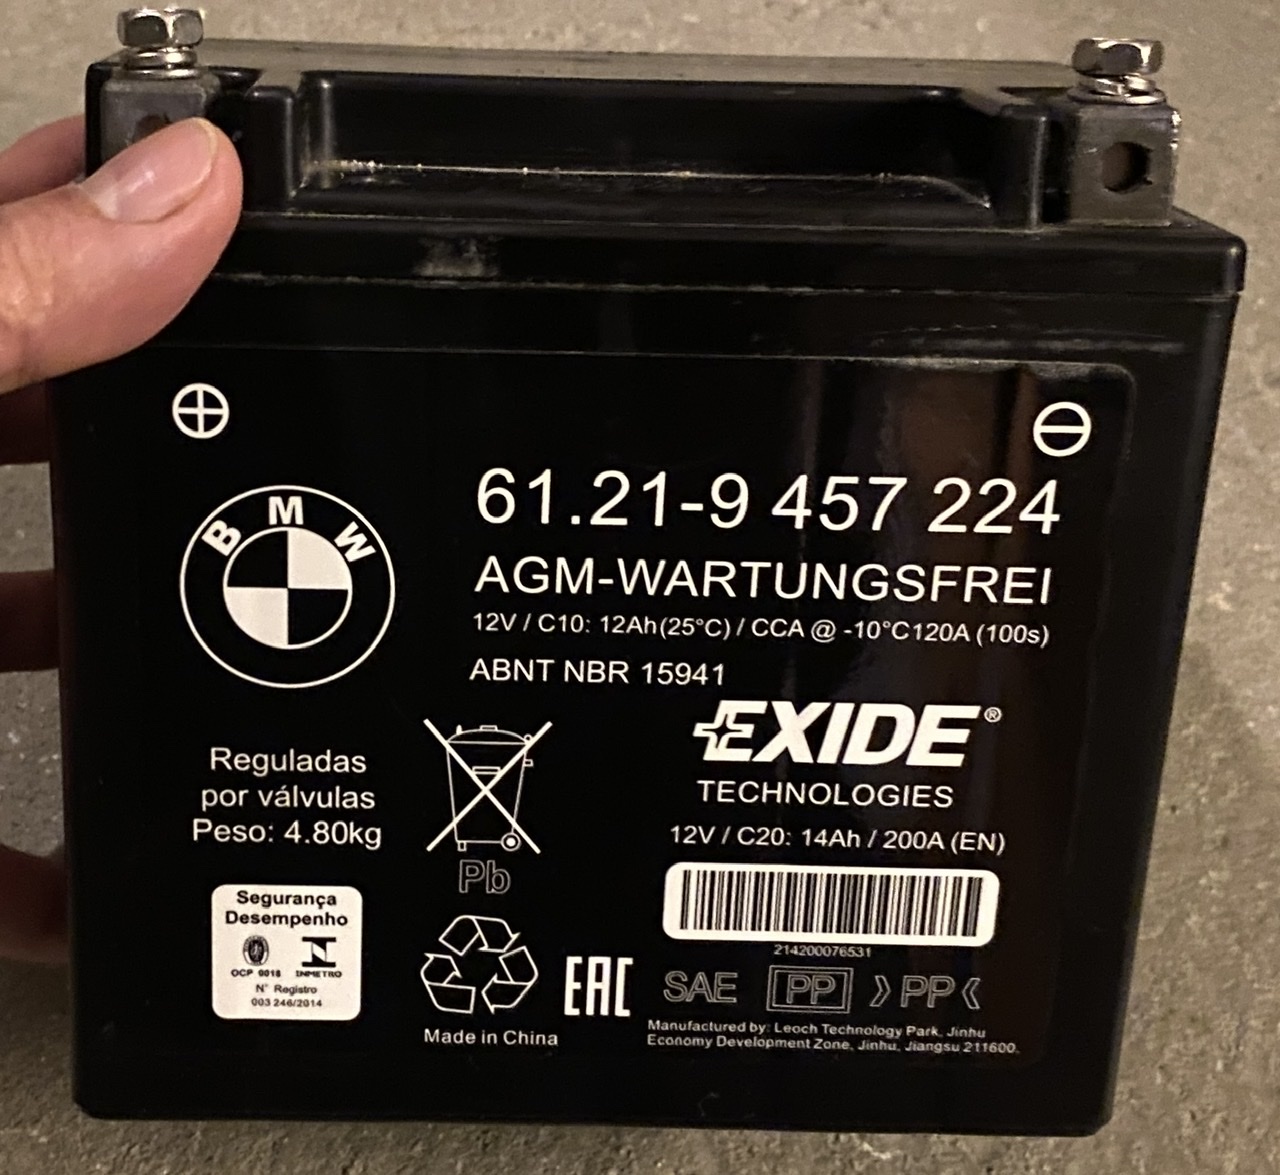 BMW
61.21-9 457 224
AGM-WARTUNGSFREI
12V / C10: 12Ah(25°C) / CCA @ -10°C120A (100s)
ABNT NBR 15941
EXIDE®
TECHNOLOGIES
12V / C20: 14Ah / 200A (EN)
214200076531
Reguladas
por válvulas
Peso: 4.80kg
Pb
Segurança
Desempenho
OCP 0018 INMETRO
N° Registro
003 246/2014
Made in China
EAC
SAE PP >PP<
Manufactured by: Leoch Technology Park, Jinhu
Economy Development Zone, Jinhu, Jiangsu 211600.